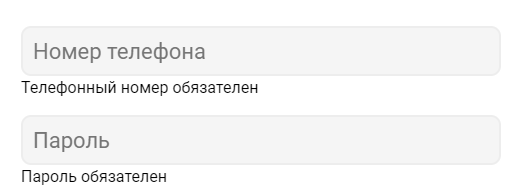 Номер телефона
Телефонный номер обязателен
Пароль
Пароль обязателен